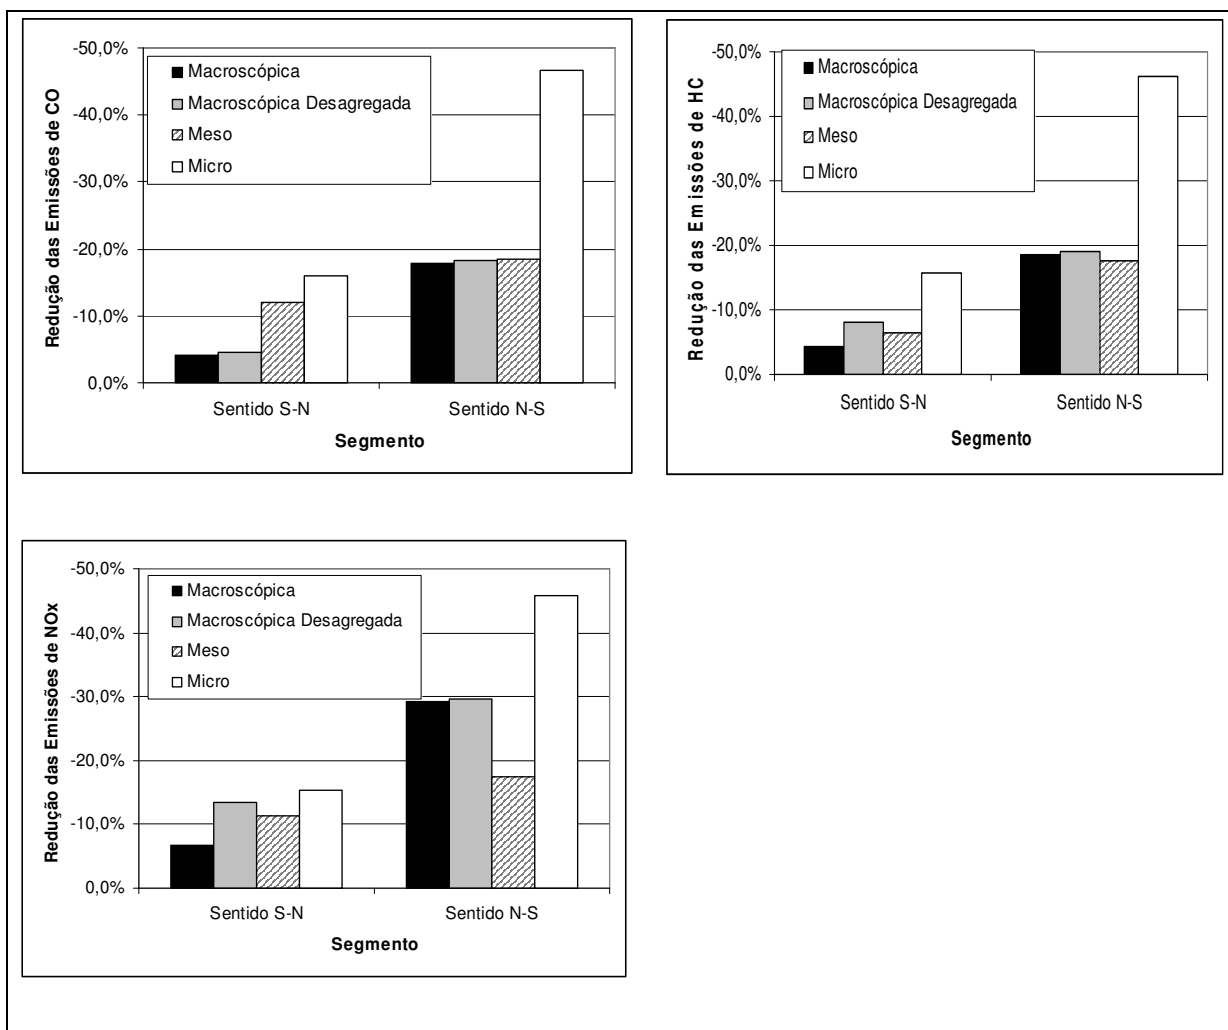 Redução das Emissões de CO
-50,0%
-40,0%
-30,0%
-20,0%
-10,0%
0,0%
Macroscópica
Macroscópica Desagregada
Meso
Micro
Sentido S-N
Sentido N-S
Segmento
Redução das Emissões de HC
-50,0%
-40,0%
-30,0%
-20,0%
-10,0%
0,0%
Macroscópica
Macroscópica Desagregada
Meso
Micro
Sentido S-N
Sentido N-S
Segmento
Redução das Emissões de NOx
-50,0%
-40,0%
-30,0%
-20,0%
-10,0%
0,0%
Macroscópica
Macroscópica Desagregada
Meso
Micro
Sentido S-N
Sentido N-S
Segmento